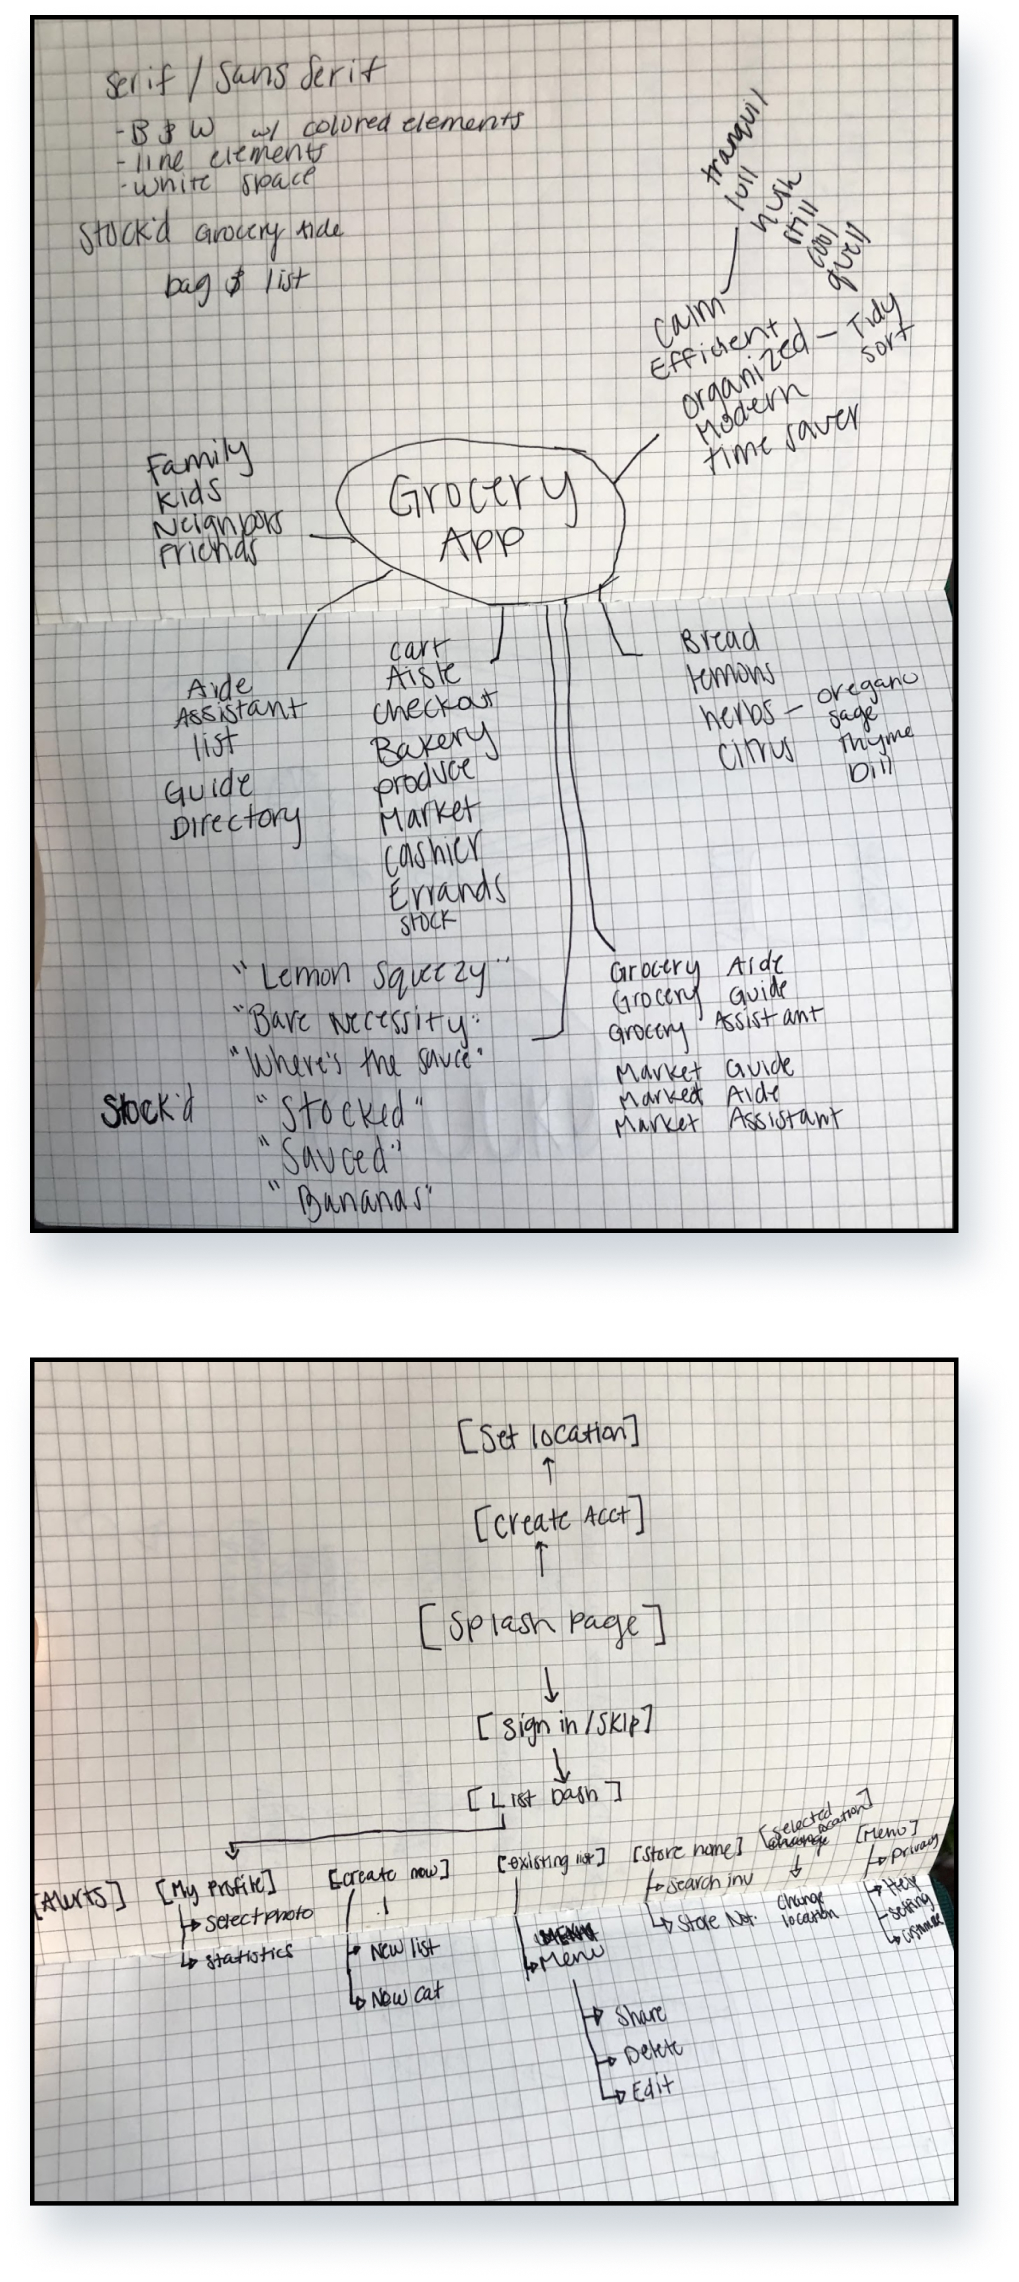 Serif / Sans Serif
- B & W w/ colored elements
- line elements
- white space
Stock'd Grocery
bag & list
tranquil
lull
hush
still
cool
quell
Calm
Efficient
organized - Tidy
sort
Modern
time saver
Family
Kids
Neighbors
Friends
Grocery
APP
Aide
Assistant
list
Guide
Directory
cart
Aisle
checkout
Bakery
produce
Market
cashier
Errands
stock
Bread
lemons
herbs - oregano
sage
Thyme
Dill
Citrus
"Lemon Squeezy"
"Bare Necessity"
"Where's the sauce"
Stock'd "Stocked"
"Sauced"
"Bananas"
Grocery Aide
Grocery Guide
Grocery Assistant
Market Guide
Market Aide
Market Assistant
[Set location]
[Create Acct]
[Splash Page]
[Sign in / SKIP]
[List Dash]
[Alerts]
[My Profile]
Select photo
Statistics
[Create new]
New list
New cat
[existing list]
Menu
Share
Delete
Edit
[Store name]
Search inv
Store Not.
[Selected location]
Change
location
[Menu]
privacy
Help
Setting